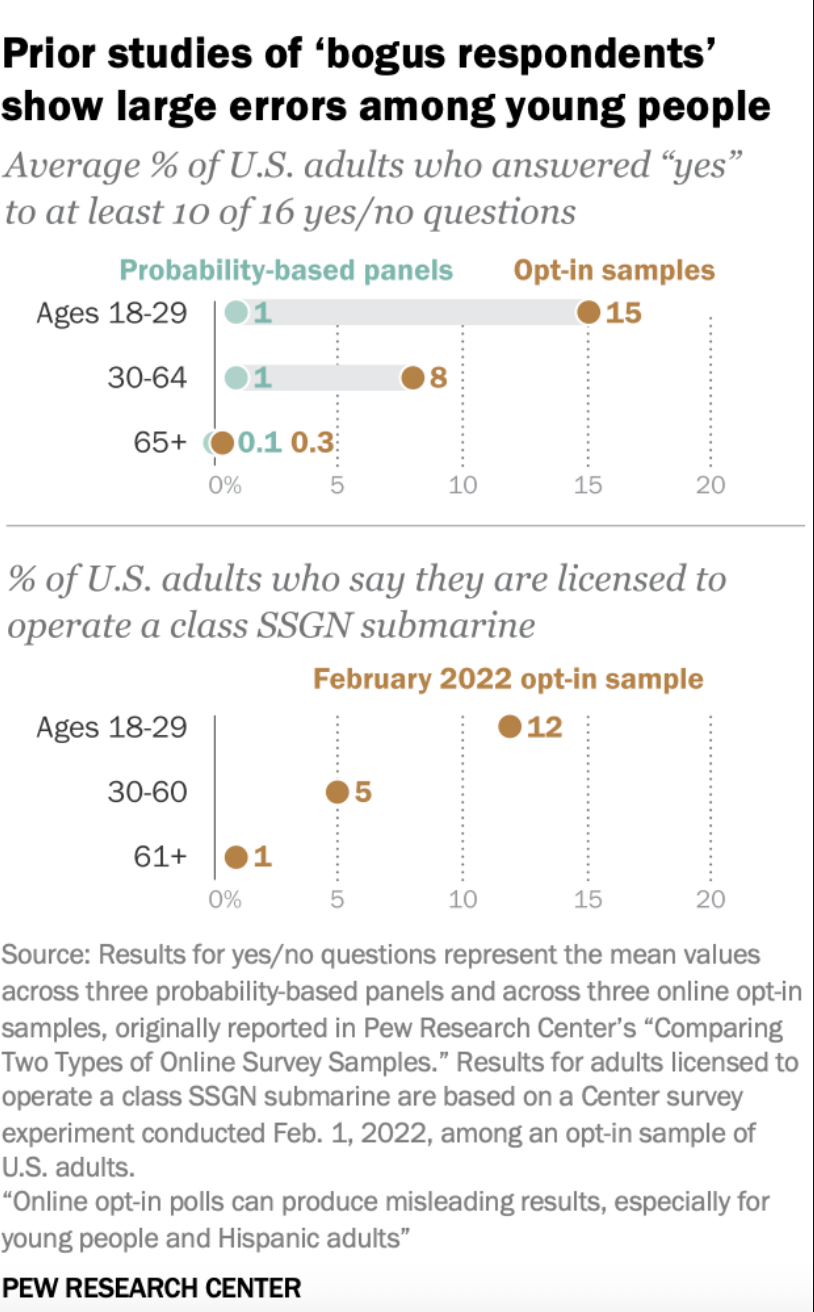 Prior studies of ‘bogus respondents’
show large errors among young people
Average % of U.S. adults who answered “yes”
to at least 10 of 16 yes/no questions
Probability-based panels Opt-in samples
Ages 18-29 1 15
30-64 1 8
65+ 0.1 0.3
0% 5 10 15 20
% of U.S. adults who say they are licensed to
operate a class SSGN submarine
February 2022 opt-in sample
Ages 18-29 12
30-60 5
61+ 1
0% 5 10 15 20
Source: Results for yes/no questions represent the mean values
across three probability-based panels and across three online opt-in
samples, originally reported in Pew Research Center’s “Comparing
Two Types of Online Survey Samples.” Results for adults licensed to
operate a class SSGN submarine are based on a Center survey
experiment conducted Feb. 1, 2022, among an opt-in sample of
U.S. adults.
“Online opt-in polls can produce misleading results, especially for
young people and Hispanic adults”
PEW RESEARCH CENTER